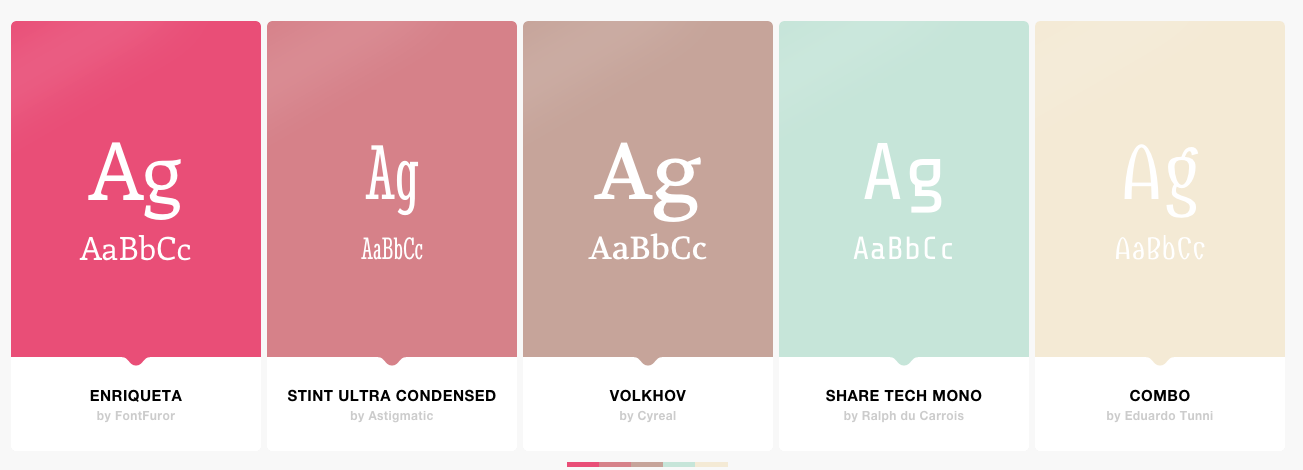 Ag
AaBbCc
ENRIQUETA
by FontFuror
Ag
AaBbCc
STINT ULTRA CONDENSED
by Astigmatic
Ag
AaBbCc
VOLKHOV
by Cyreal
Ag
AaBbCc
SHARE TECH MONO
by Ralph du Carrois
Ag
AaBbCc
COMBO
by Eduardo Tunni